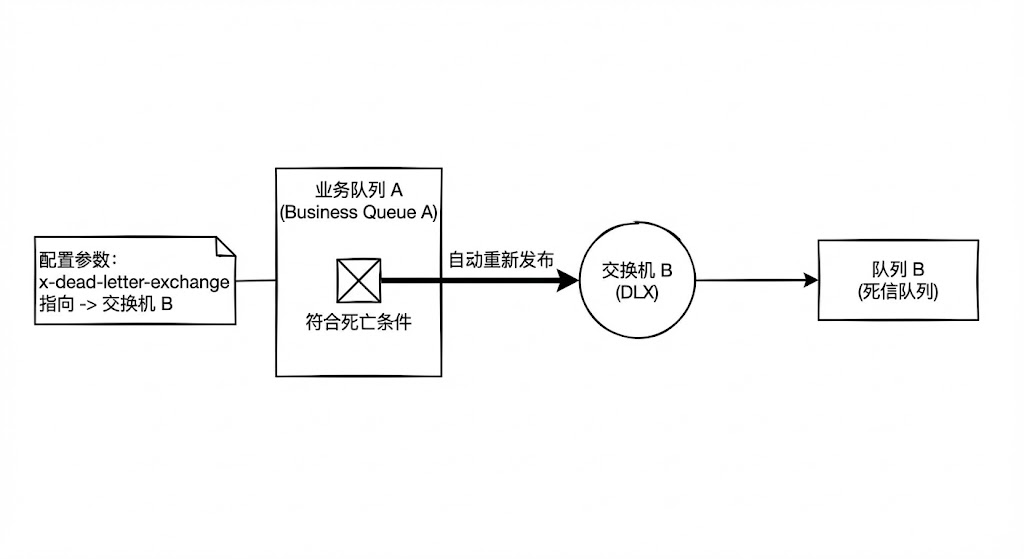 配置参数：
x-dead-letter-exchange
指向 -> 交换机 B
业务队列 A
(Business Queue A)
符合死亡条件
自动重新发布
交换机 B
(DLX)
队列 B
(死信队列)